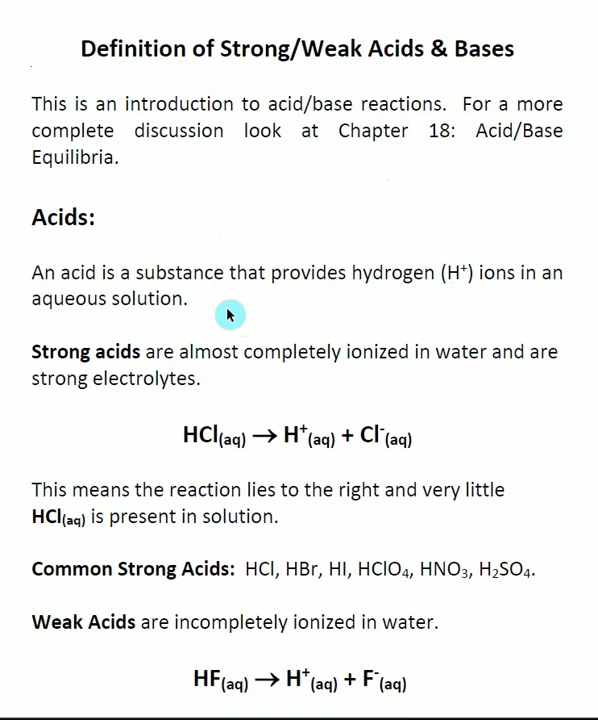 Definition of Strong/Weak Acids & Bases
This is an introduction to acid/base reactions. For a more
complete discussion look at Chapter 18: Acid/Base
Equilibria.
Acids:
An acid is a substance that provides hydrogen (H⁺) ions in an
aqueous solution.
Strong acids are almost completely ionized in water and are
strong electrolytes.
HCl(aq) → H⁺(aq) + Cl⁻(aq)
This means the reaction lies to the right and very little
HCl(aq) is present in solution.
Common Strong Acids: HCl, HBr, HI, HClO₄, HNO₃, H₂SO₄.
Weak Acids are incompletely ionized in water.
HF(aq) → H⁺(aq) + F⁻(aq)